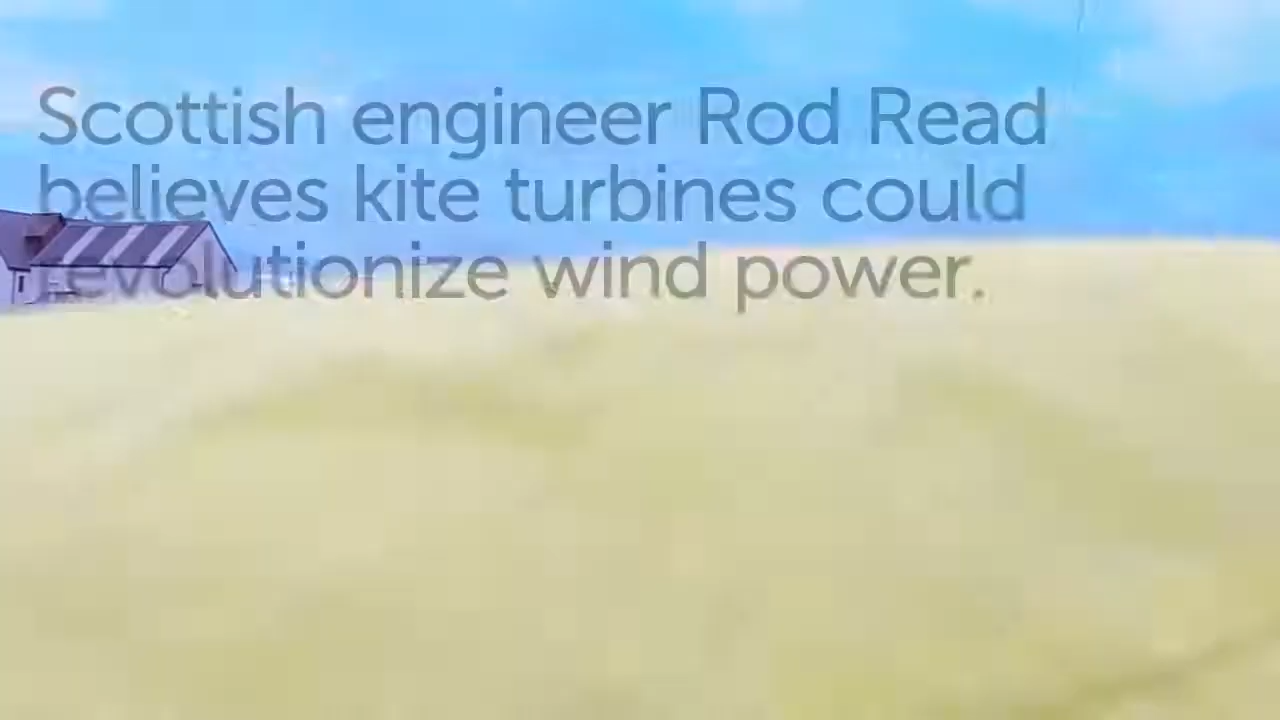 Scottish engineer Rod Read
believes kite turbines could
revolutionize wind power.